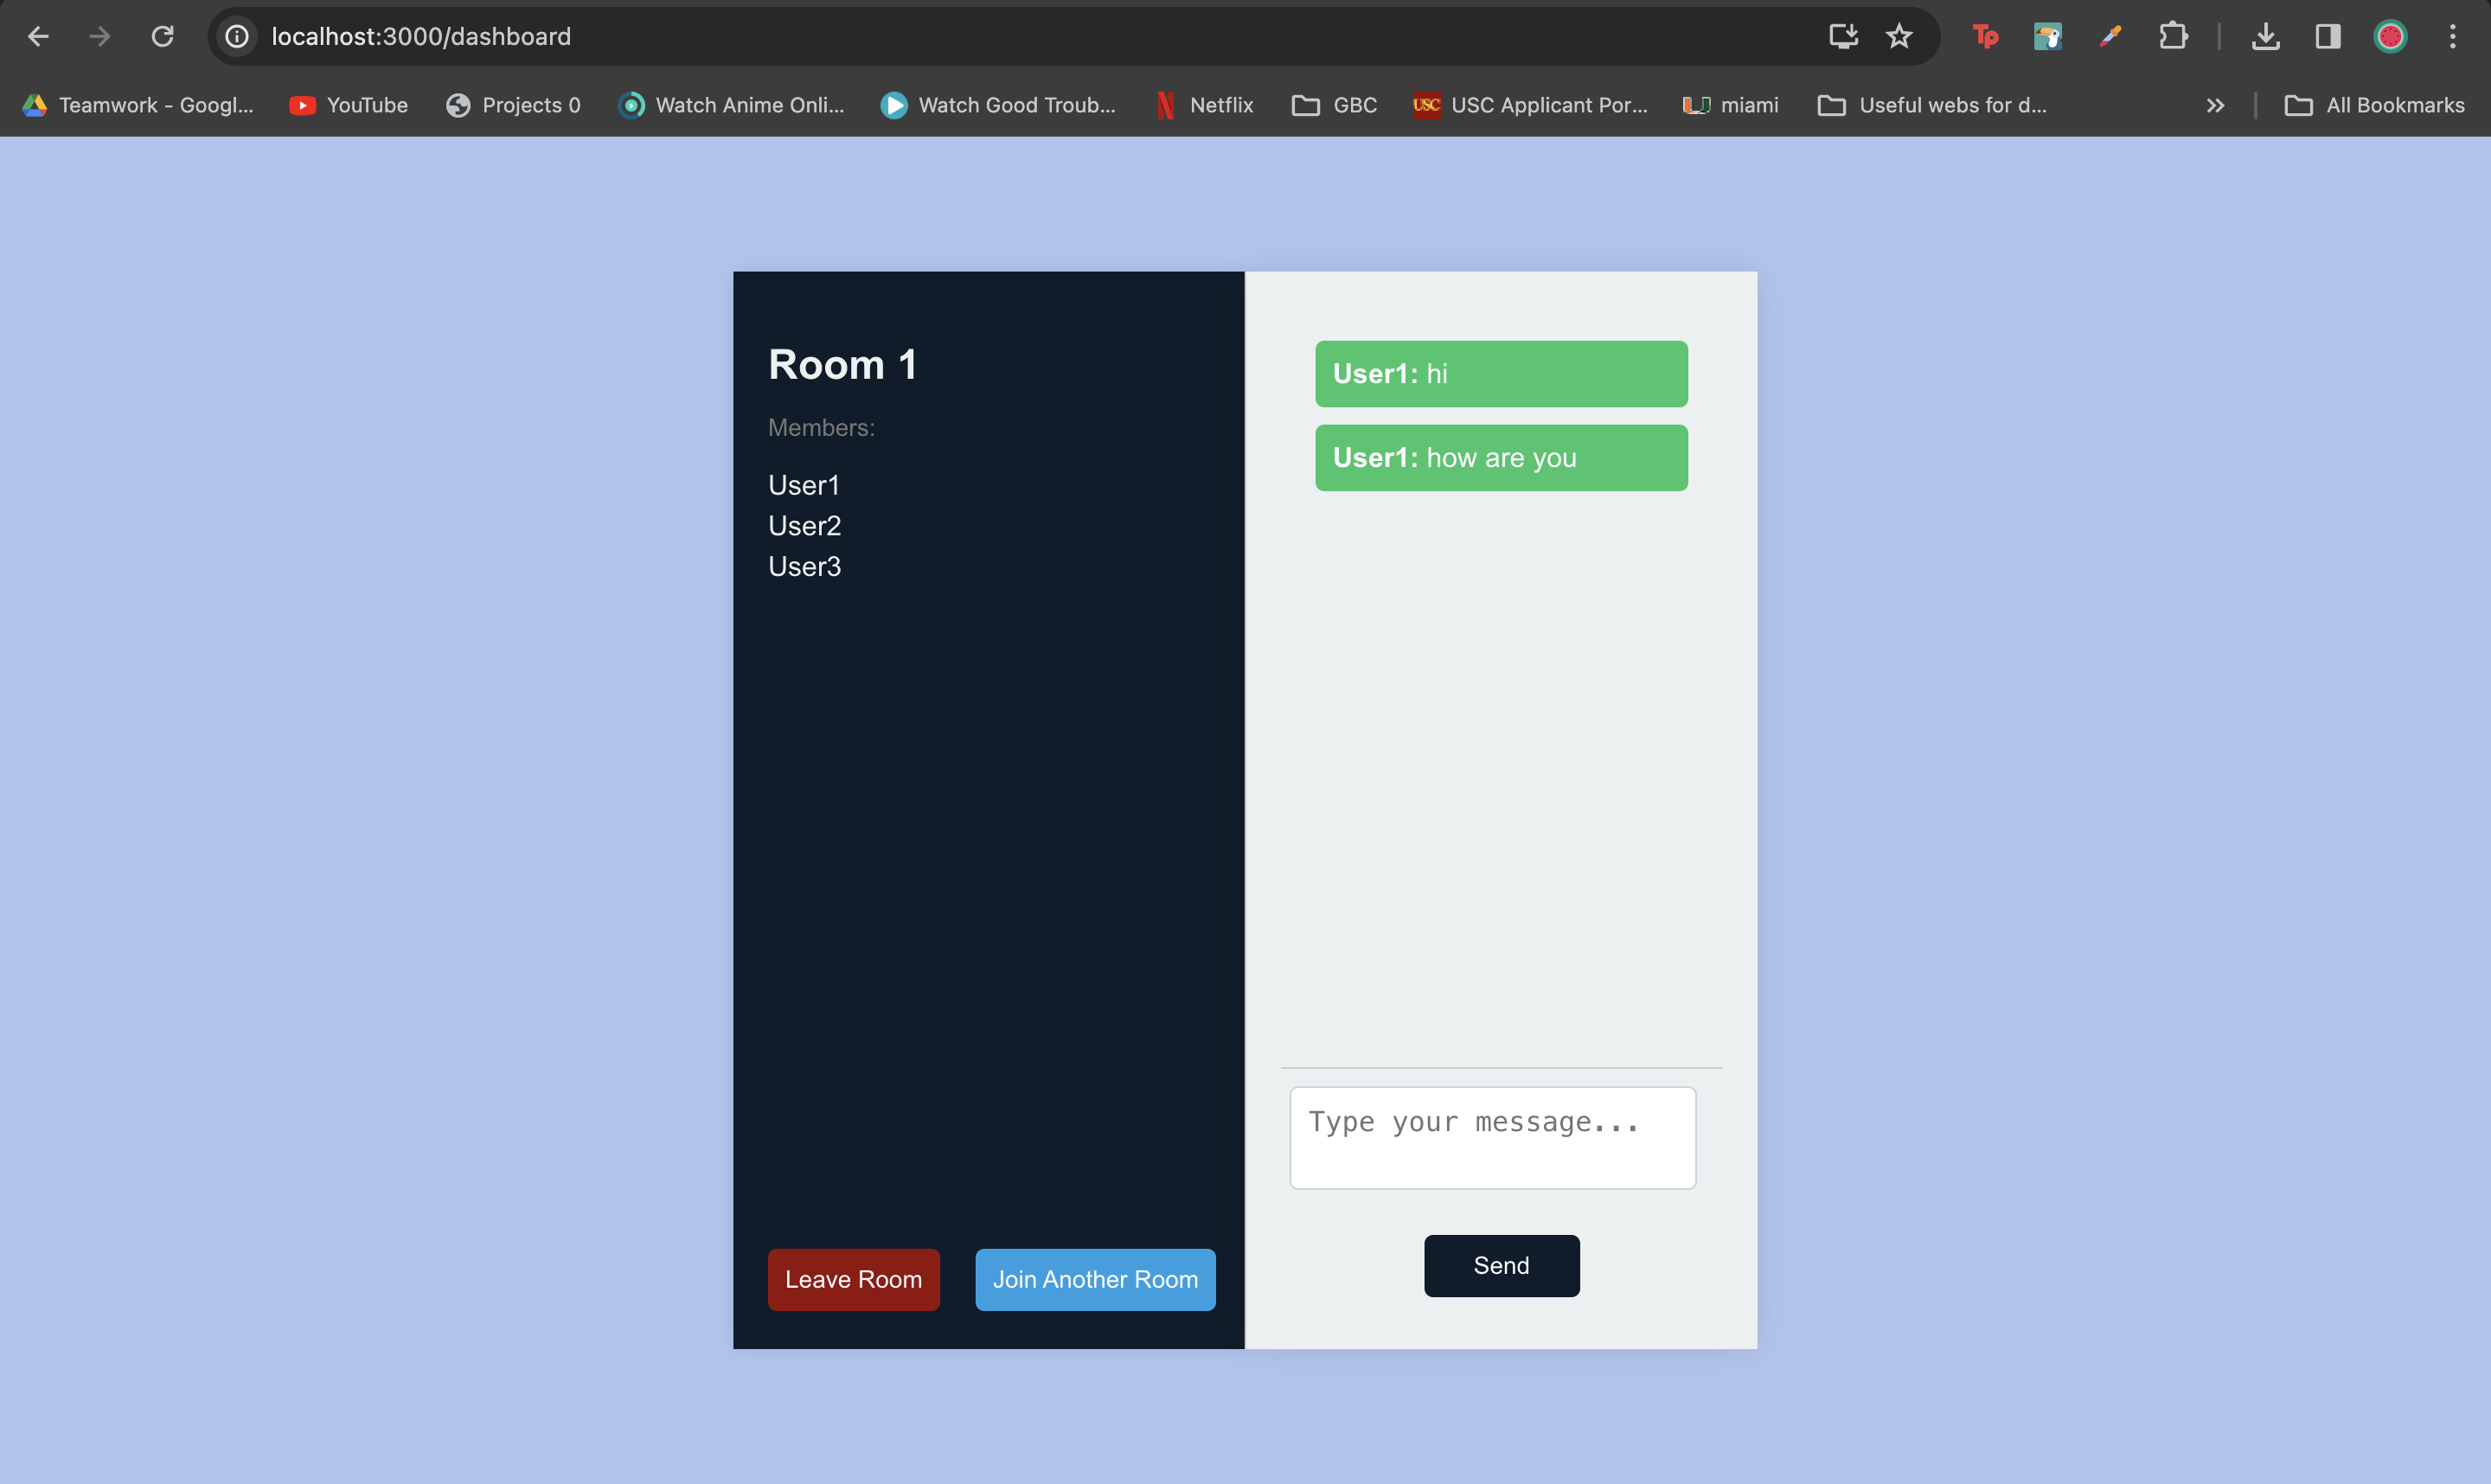 localhost:3000/dashboard
Tp
Teamwork - Googl... YouTube Projects 0 Watch Anime Onli... Watch Good Troub... Netflix GBC USC USC Applicant Por... miami Useful webs for d... All Bookmarks
Room 1
Members:
User1
User2
User3
Leave Room Join Another Room
User1: hi
User1: how are you
Type your message...
Send